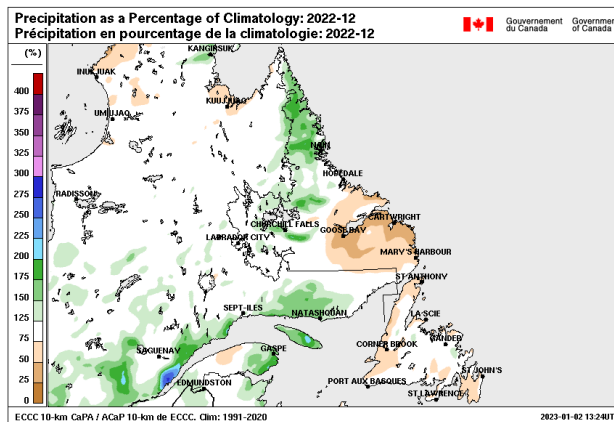 Precipitation as a Percentage of Climatology: 2022-12
Précipitation en pourcentage de la climatologie: 2022-12
Gouvernement du Canada
Government of Canada
(%)
400
375
350
325
300
275
250
225
200
175
150
125
75
50
25
0
KANGIRSUK
INUKJUAK
KUUJJUAQ
UMIUJAQ
NAIN
HOPEDALE
RADISSON
CARTWRIGHT
CHURCHILL FALLS
GOOSE BAY
LABRADOR CITY
MARY'S HARBOUR
ST ANTHONY
SEPT-ILES
NATASHQUAN
LA SCIE
GANDER
SAGUENAY
GASPE
CORNER BROOK
ST JOHN'S
EDMUNDSTON
PORT AUX BASQUES
ST LAWRENCE
ECCC 10-km CaPA / ACaP 10-km de ECCC. Clim: 1991-2020
2023-01-02 13:24UT